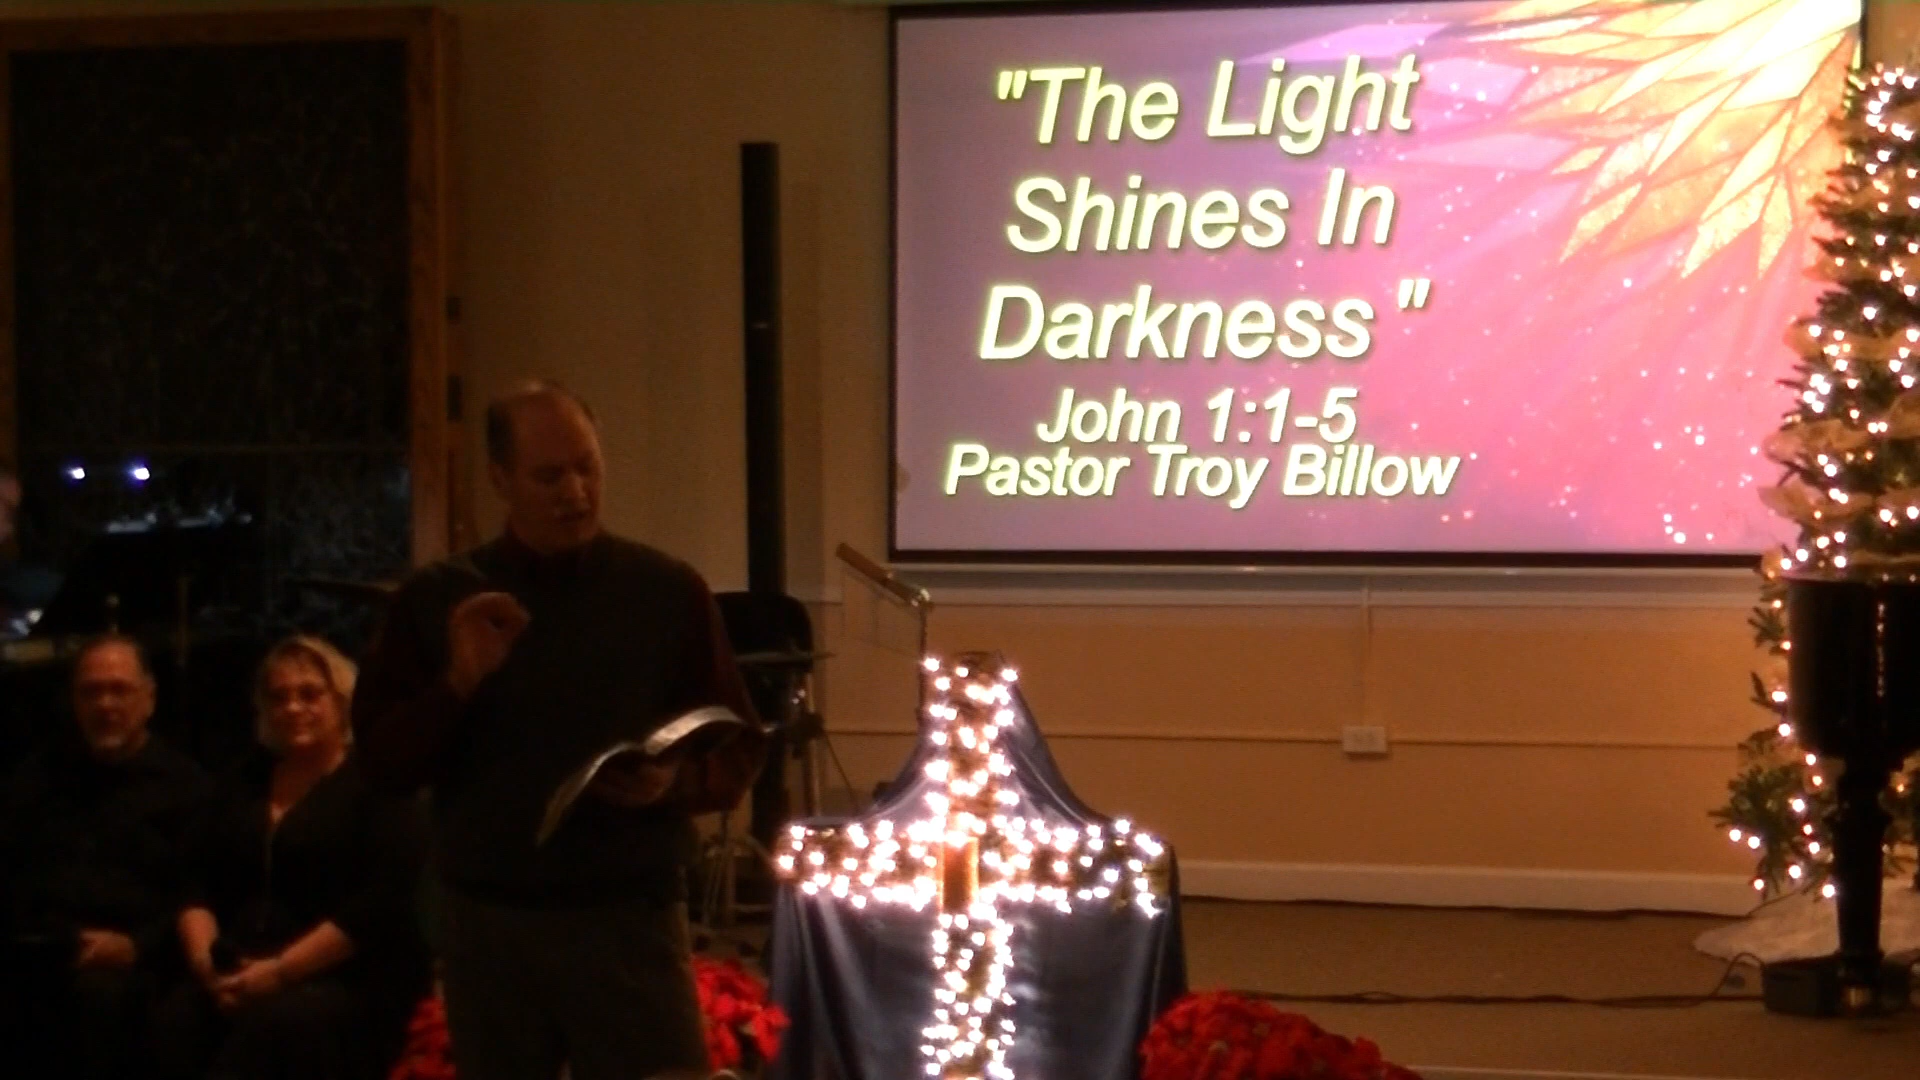 "The Light
Shines In
Darkness "
John 1:1-5
Pastor Troy Billow